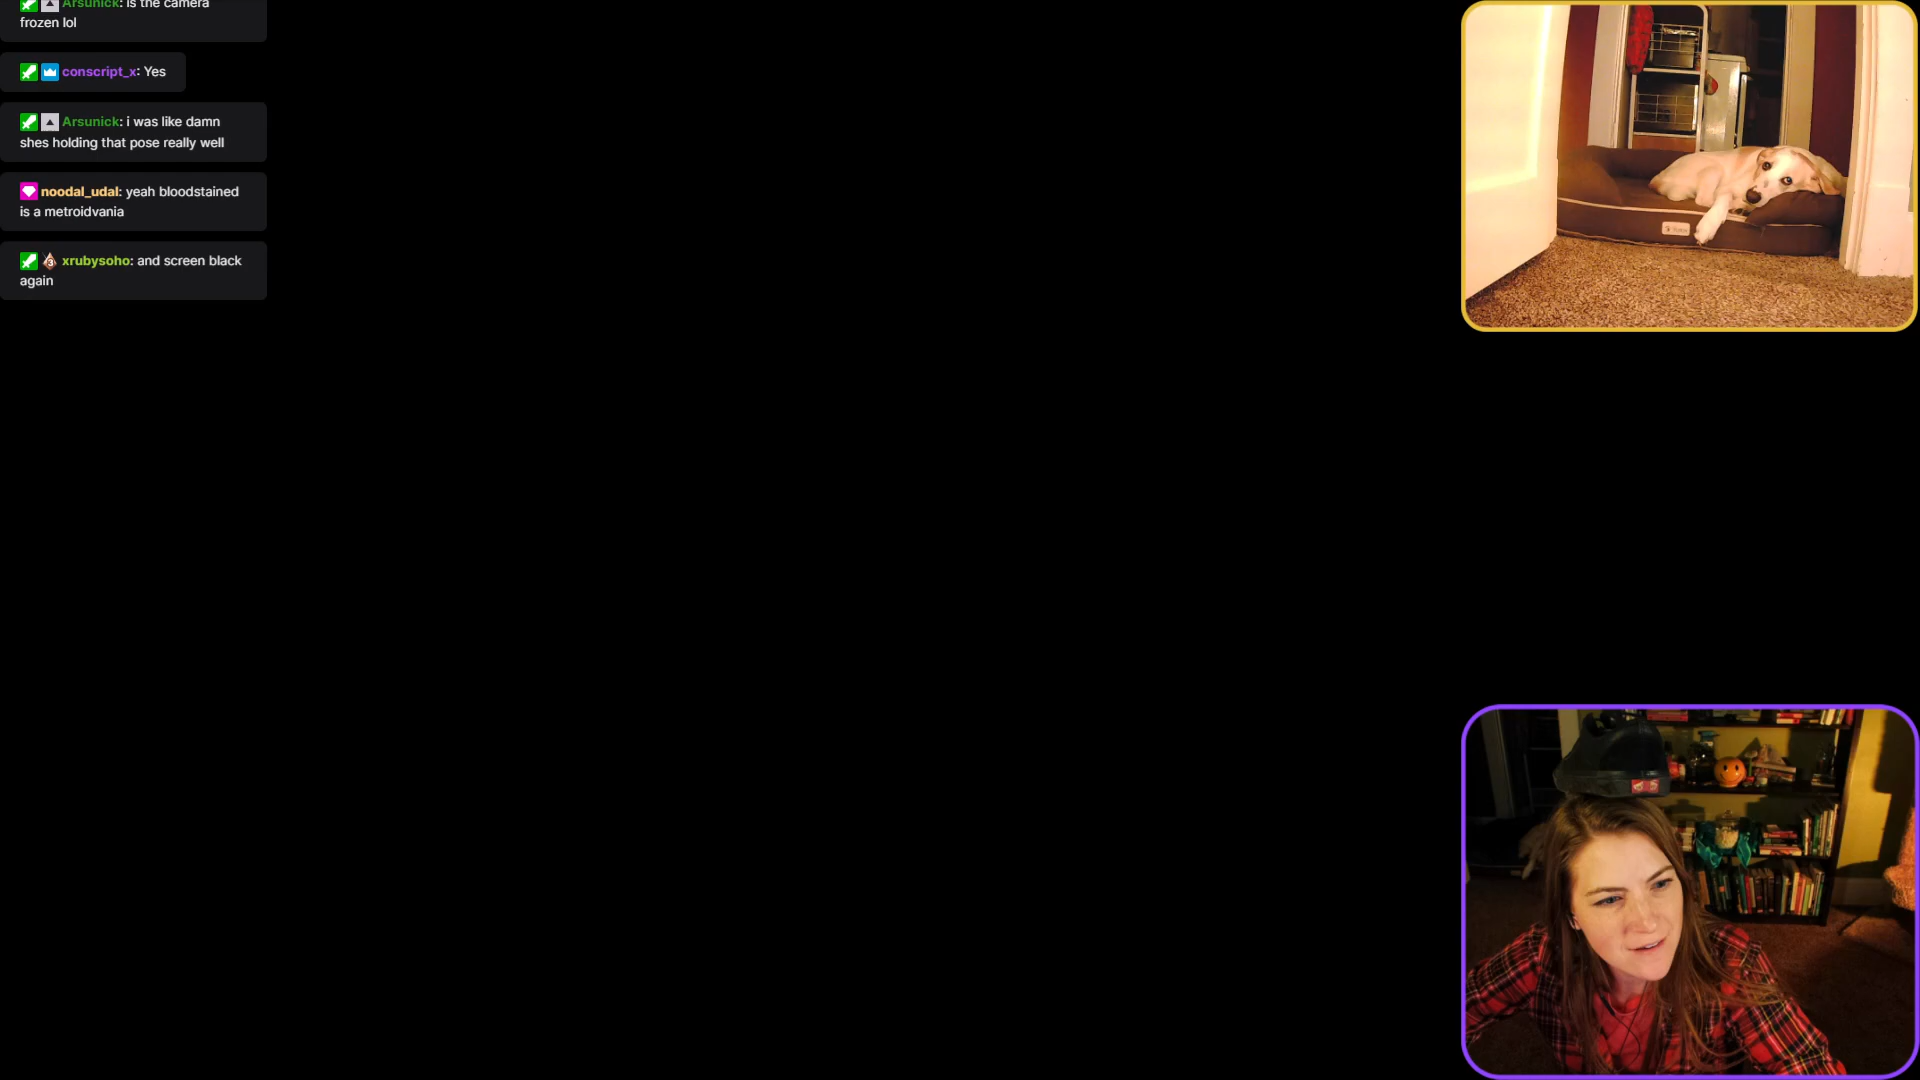 Arsunick: is the camera
frozen lol
conscript_x: Yes
Arsunick: i was like damn
shes holding that pose really well
noodal_udal: yeah bloodstained
is a metroidvania
xrubysoho: and screen black
again